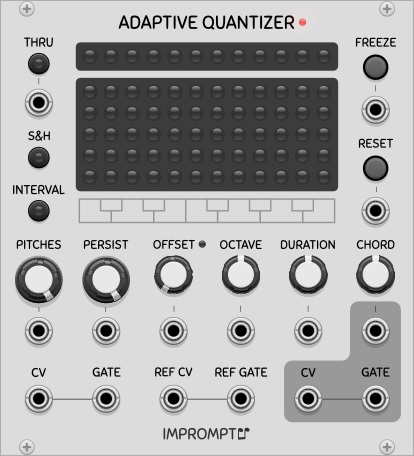 ADAPTIVE QUANTIZER
THRU
FREEZE
S&H
RESET
INTERVAL
PITCHES PERSIST OFFSET OCTAVE DURATION CHORD
CV GATE REF CV REF GATE CV GATE
IMPROMPTU